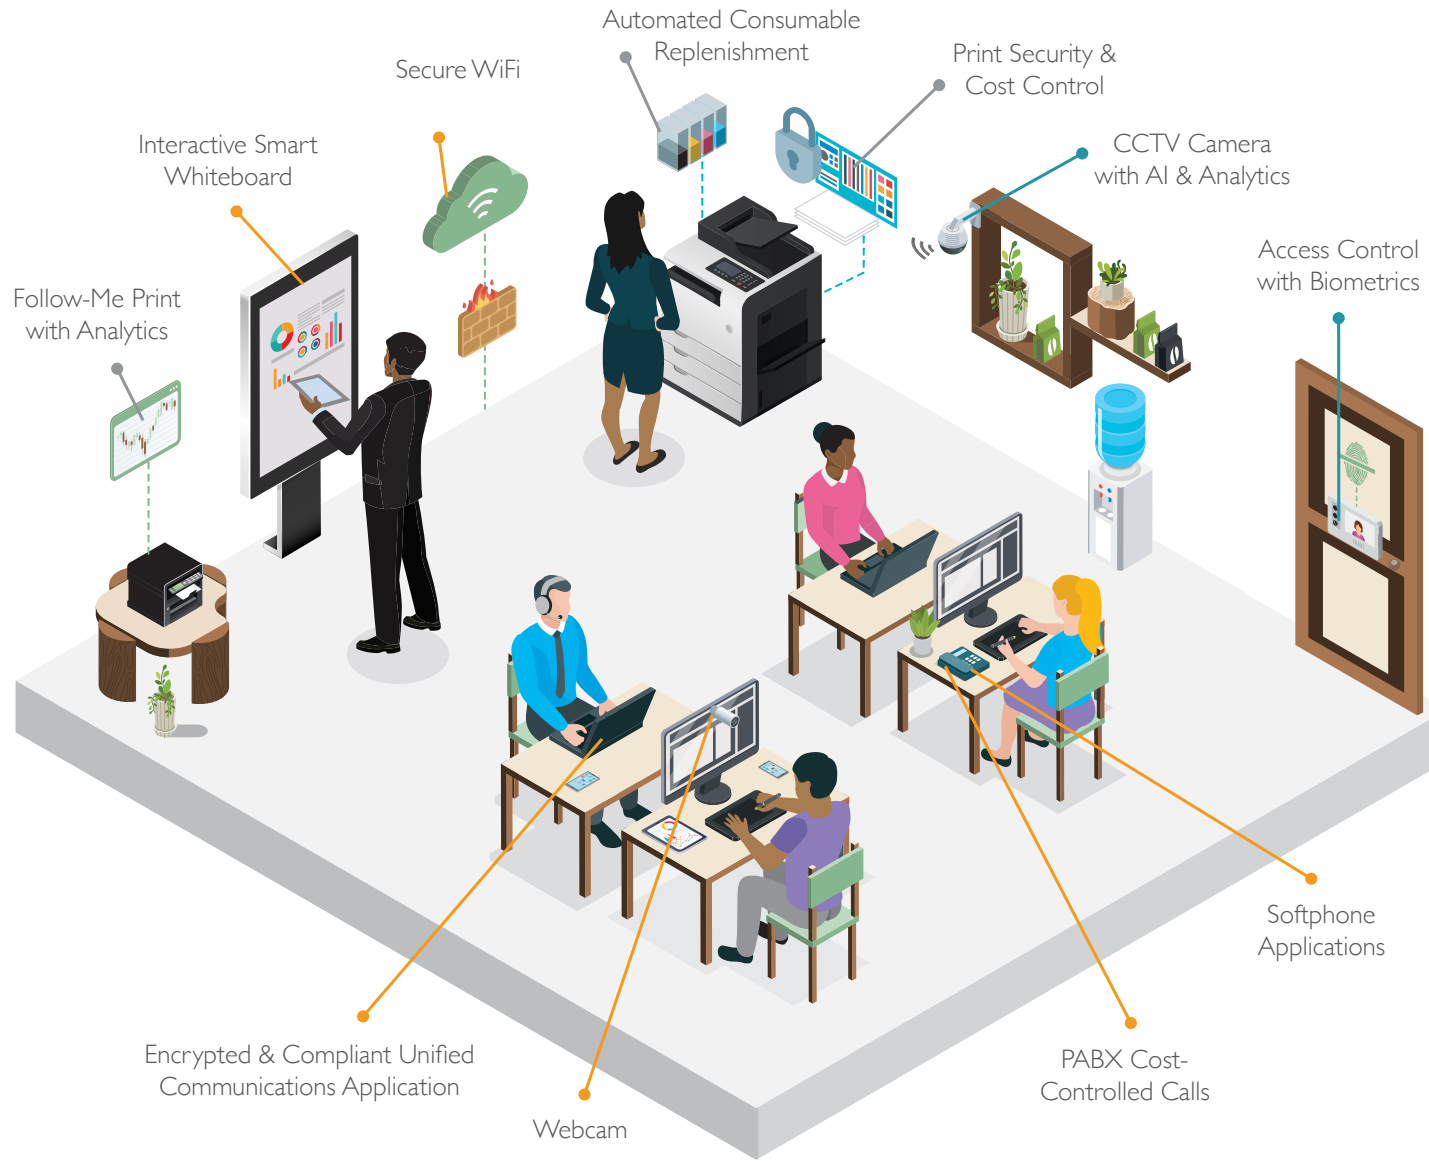 Automated Consumable
Replenishment
Secure WiFi
Print Security &
Cost Control
Interactive Smart
Whiteboard
CCTV Camera
with AI & Analytics
Access Control
with Biometrics
Follow-Me Print
with Analytics
Softphone
Applications
Encrypted & Compliant Unified
Communications Application
PABX Cost-
Controlled Calls
Webcam